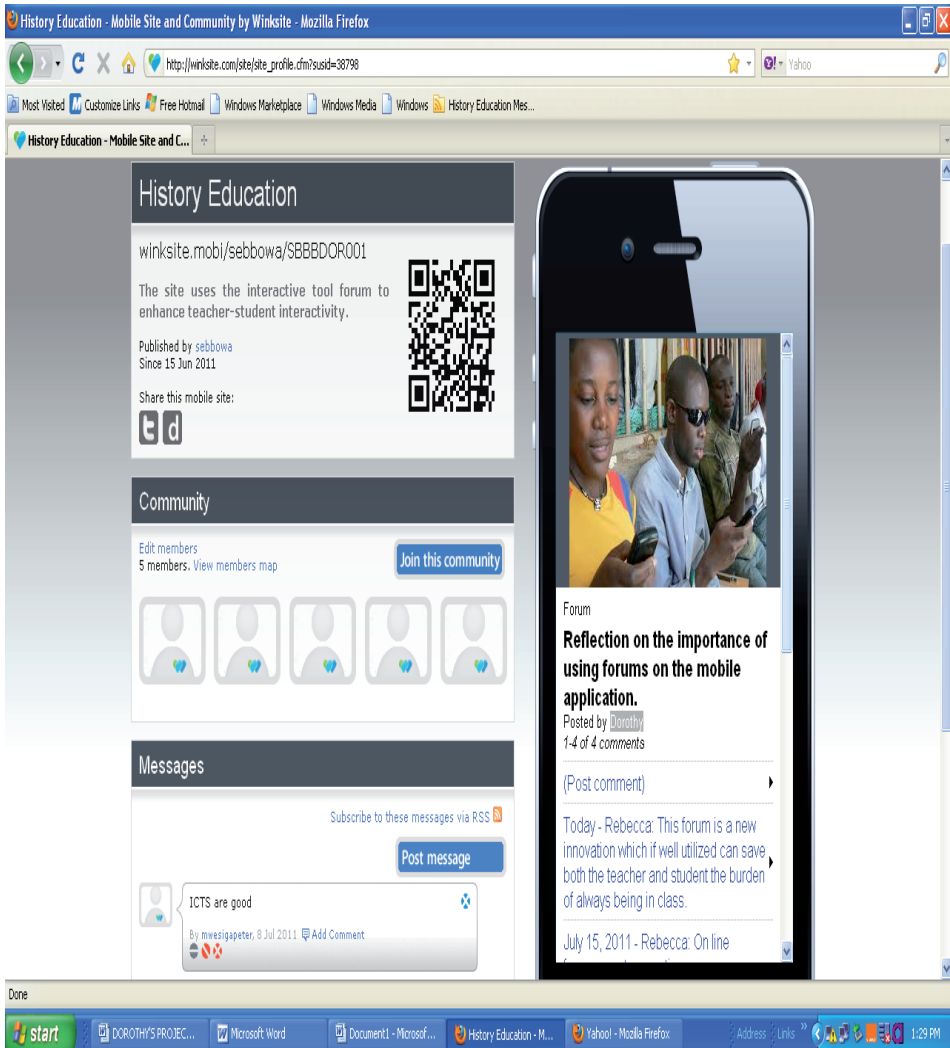 History Education - Mobile Site and Community by Winksite - Mozilla Firefox
http://winksite.com/site/site_profile.cfm?susid=38798
Yahoo
Most Visited Customize Links Free Hotmail Windows Marketplace Windows Media Windows History Education Mes...
History Education - Mobile Site and C...
History Education
winksite.mobi/sebbowa/SBBBDOR001
The site uses the interactive tool forum to
enhance teacher-student interactivity.
Published by sebbowa
Since 15 Jun 2011
Share this mobile site:
t d
Community
Edit members
5 members. View members map
Join this community
Messages
Subscribe to these messages via RSS
Post message
ICTS are good
By mwesigapeter, 8 Jul 2011 Add Comment
Forum
Reflection on the importance of
using forums on the mobile
application.
Posted by Dorothy
1-4 of 4 comments
(Post comment)
Today - Rebecca: This forum is a new
innovation which if well utilized can save
both the teacher and student the burden
of always being in class.
July 15, 2011 - Rebecca: On line
Done
start DOROTHY'S PROJEC... Microsoft Word Document1 - Microsof... History Education - M... Yahoo! - Mozilla Firefox Address Links 1:29 PM